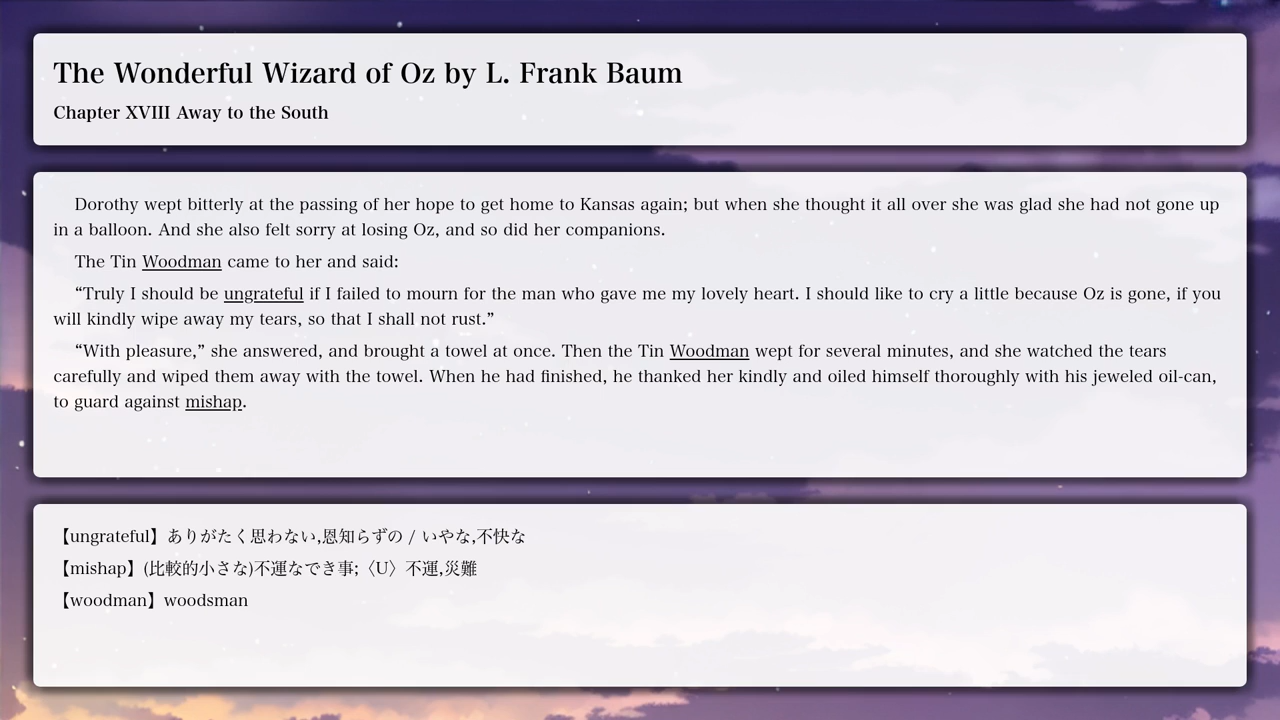 The Wonderful Wizard of Oz by L. Frank Baum
Chapter XVIII Away to the South
Dorothy wept bitterly at the passing of her hope to get home to Kansas again; but when she thought it all over she was glad she had not gone up
in a balloon. And she also felt sorry at losing Oz, and so did her companions.
The Tin Woodman came to her and said:
“Truly I should be ungrateful if I failed to mourn for the man who gave me my lovely heart. I should like to cry a little because Oz is gone, if you
will kindly wipe away my tears, so that I shall not rust.”
“With pleasure,” she answered, and brought a towel at once. Then the Tin Woodman wept for several minutes, and she watched the tears
carefully and wiped them away with the towel. When he had finished, he thanked her kindly and oiled himself thoroughly with his jeweled oil-can,
to guard against mishap.
【ungrateful】ありがたく思わない,恩知らずの / いやな,不快な
【mishap】(比較的小さな)不運なでき事;〈U〉不運,災難
【woodman】woodsman